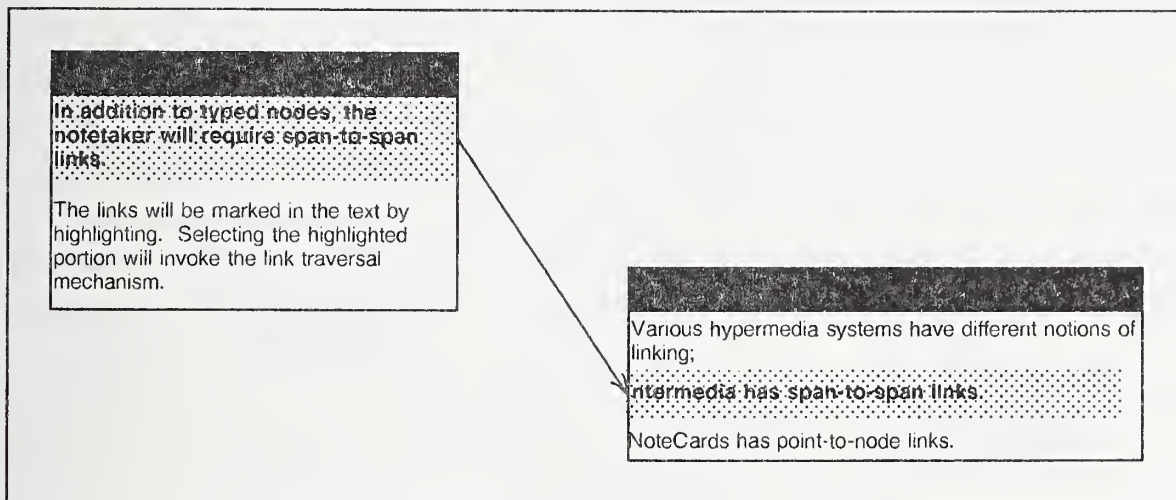 In addition to typed nodes, the
notetaker will require span-to-span
links.
The links will be marked in the text by
highlighting. Selecting the highlighted
portion will invoke the link traversal
mechanism.
Various hypermedia systems have different notions of
linking;
ntermedia has span-to-span links.
NoteCards has point-to-node links.